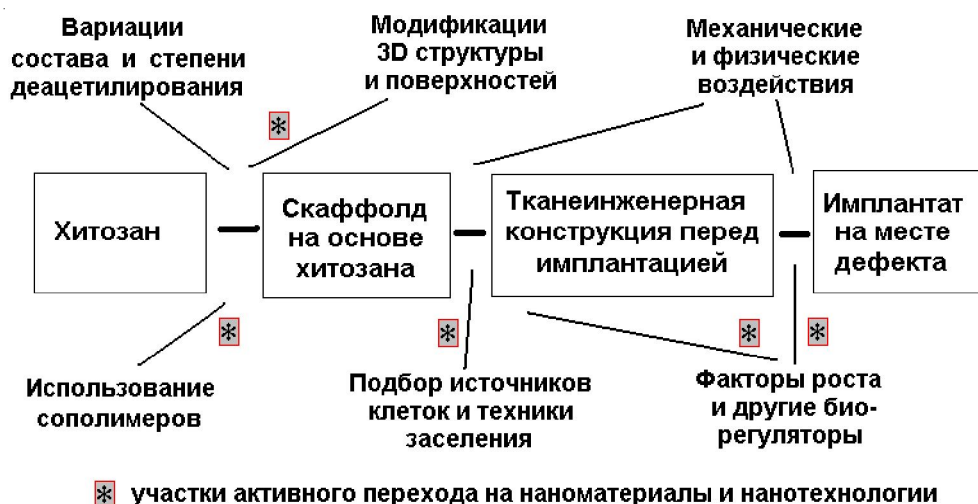 Вариации
состава и степени
деацетилирования
Модификации
3D структуры
и поверхностей
Механические
и физические
воздействия
Хитозан
Скаффолд
на основе
хитозана
Тканеинженерная
конструкция перед
имплантацией
Имплантат
на месте
дефекта
Использование
сополимеров
Подбор источников
клеток и техники
заселения
Факторы роста
и другие био-
регуляторы
* участки активного перехода на наноматериалы и нанотехнологии